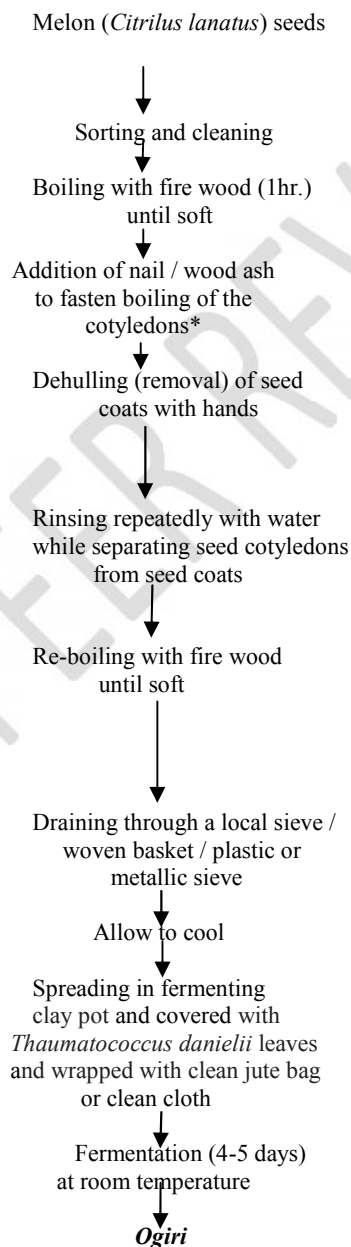 Melon (Citrilus lanatus) seeds
Sorting and cleaning
Boiling with fire wood (1hr.)
until soft
Addition of nail / wood ash
to fasten boiling of the
cotyledons*
Dehulling (removal) of seed
coats with hands
Rinsing repeatedly with water
while separating seed cotyledons
from seed coats
Re-boiling with fire wood
until soft
Draining through a local sieve /
woven basket / plastic or
metallic sieve
Allow to cool
Spreading in fermenting
clay pot and covered with
Thaumatococcus danielii leaves
and wrapped with clean jute bag
or clean cloth
Fermentation (4-5 days)
at room temperature
Ogiri